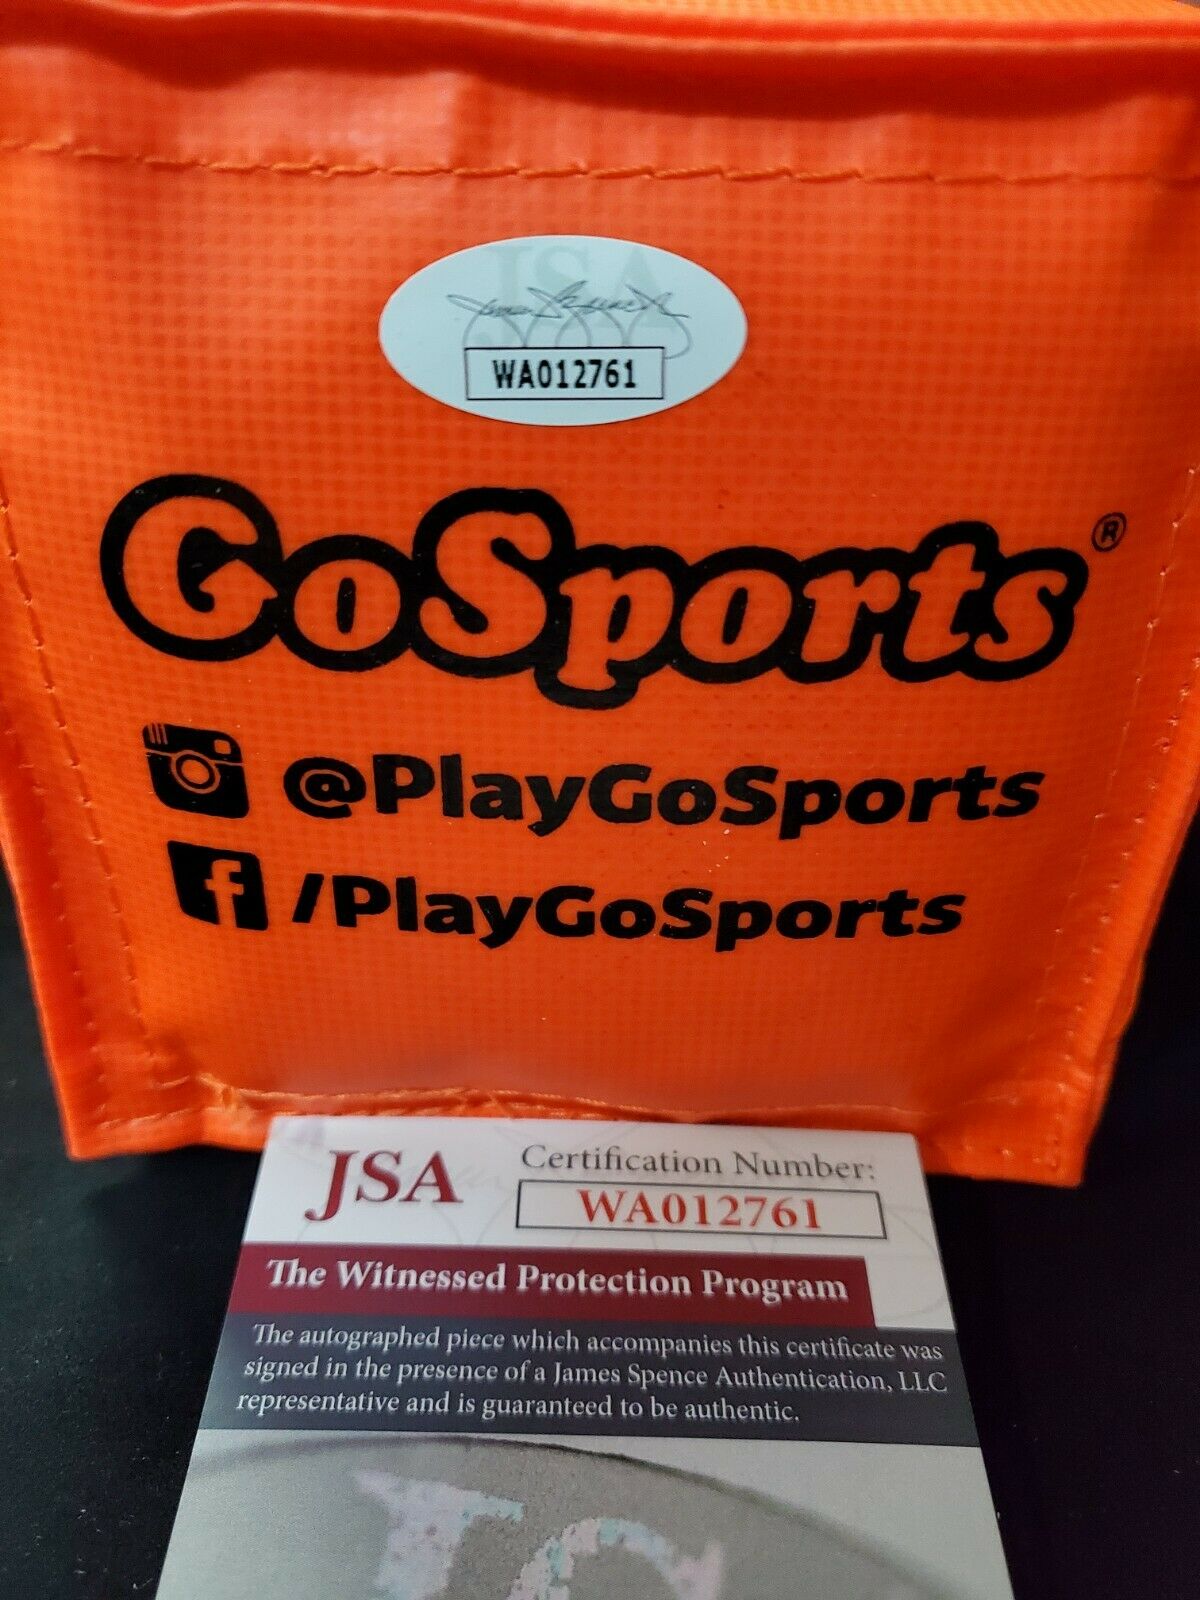 JSA
WA012761
GoSports®
@PlayGoSports
f /PlayGoSports
JSA
Certification Number:
WA012761
The Witnessed Protection Program
The autographed piece which accompanies this certificate was
signed in the presence of a James Spence Authentication, LLC
representative and is guaranteed to be authentic.